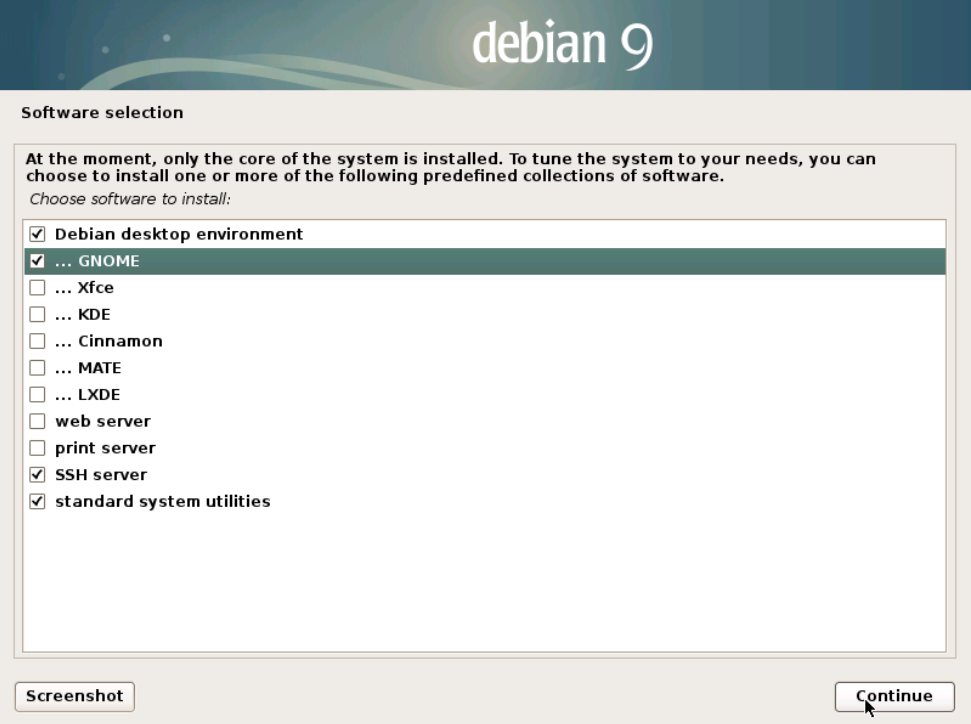 debian 9
Software selection
At the moment, only the core of the system is installed. To tune the system to your needs, you can
choose to install one or more of the following predefined collections of software.
Choose software to install:
Debian desktop environment
... GNOME
... Xfce
... KDE
... Cinnamon
... MATE
... LXDE
web server
print server
SSH server
standard system utilities
Screenshot
Continue